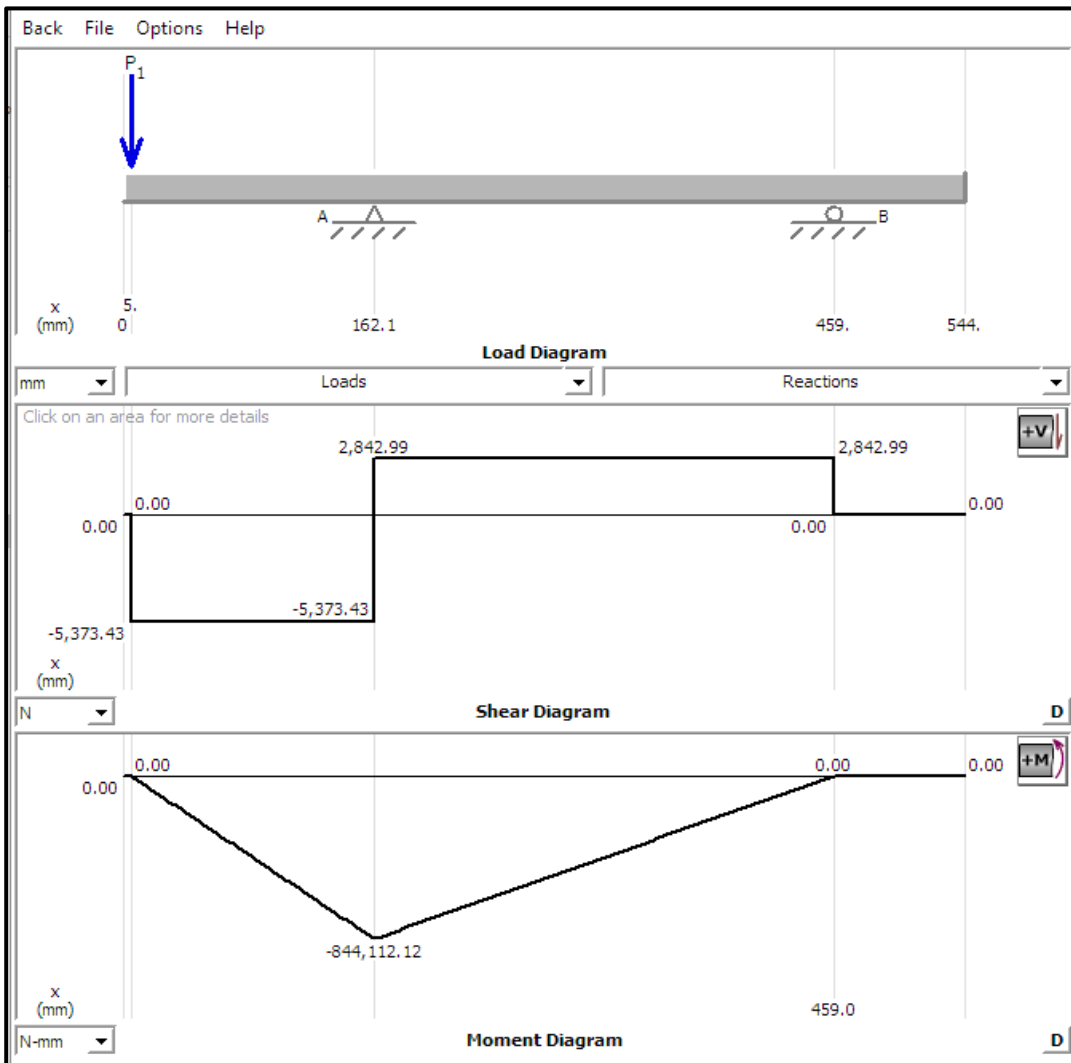 Back File Options Help
P1
A B
x 5.
(mm) 0 162.1 459. 544.
Load Diagram
mm Loads Reactions
Click on an area for more details
+V
2,842.99 2,842.99
0.00 0.00
0.00 0.00
-5,373.43
-5,373.43
x
(mm)
N Shear Diagram D
0.00 0.00 0.00 +M
0.00
-844,112.12
x
(mm) 459.0
N-mm Moment Diagram D